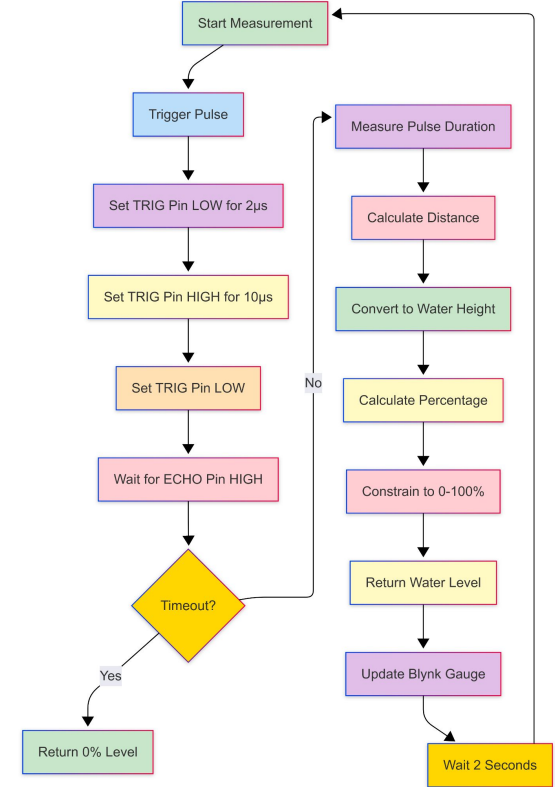 Start Measurement
Trigger Pulse
Set TRIG Pin LOW for 2μs
Set TRIG Pin HIGH for 10μs
Set TRIG Pin LOW
Wait for ECHO Pin HIGH
Timeout?
Yes
Return 0% Level
No
Measure Pulse Duration
Calculate Distance
Convert to Water Height
Calculate Percentage
Constrain to 0-100%
Return Water Level
Update Blynk Gauge
Wait 2 Seconds